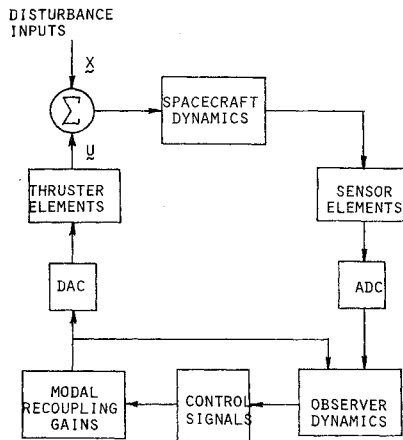 DISTURBANCE
INPUTS
X
Σ
SPACECRAFT
DYNAMICS
U
THRUSTER
ELEMENTS
SENSOR
ELEMENTS
DAC
ADC
MODAL
RECOUPLING
GAINS
CONTROL
SIGNALS
OBSERVER
DYNAMICS